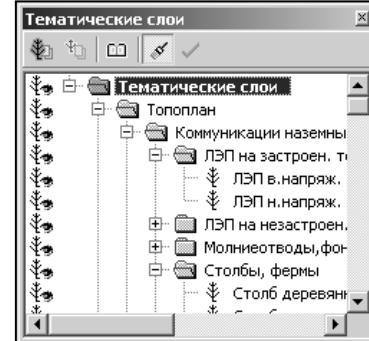 Тематические слои
Тематические слои
Топоплан
Коммуникации наземны
ЛЭП на застроен. т
ЛЭП в.напряж.
ЛЭП н.напряж.
ЛЭП на незастроен.
Молниеотводы,фон
Столбы, фермы
Столб деревянн